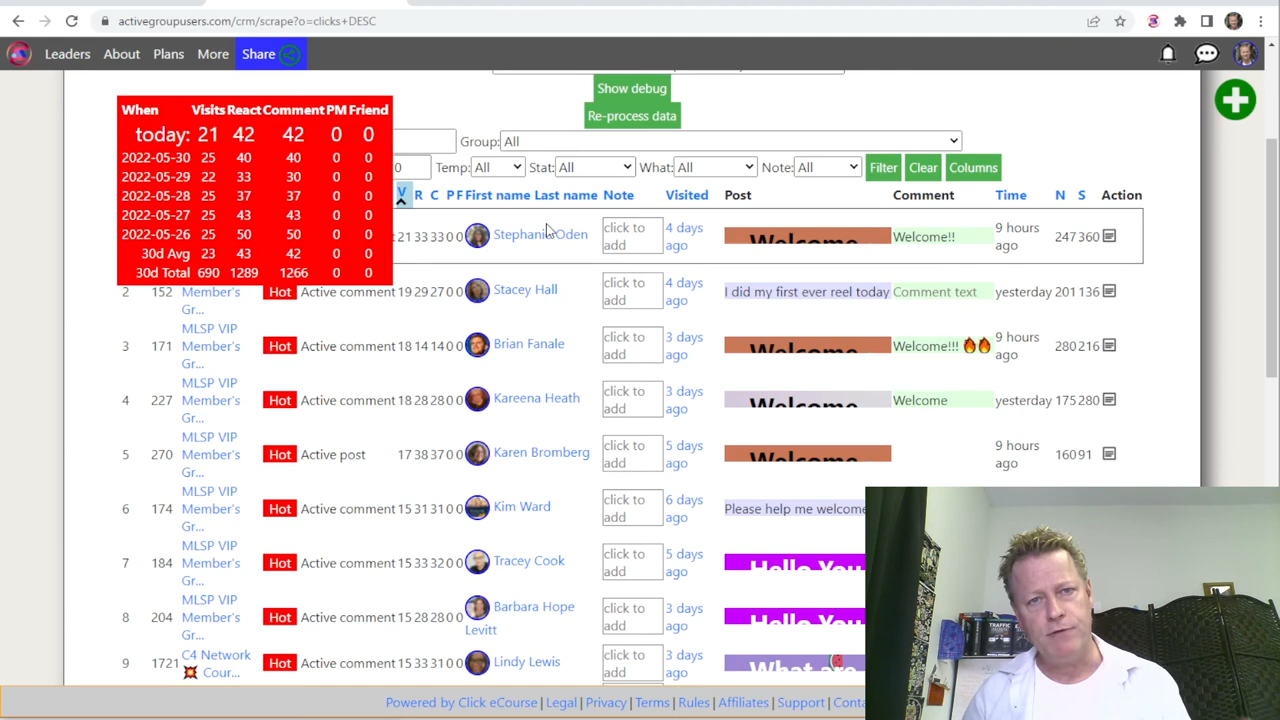 activegroupusers.com/crm/scrape?o=clicks+DESC
Leaders About Plans More Share
Show debug
Re-process data
When Visits React Comment PM Friend
today: 21 42 42 0 0
2022-05-30 25 40 40 0 0
2022-05-29 22 33 30 0 0
2022-05-28 25 37 37 0 0
2022-05-27 25 43 43 0 0
2022-05-26 25 50 50 0 0
30d Avg 23 43 42 0 0
30d Total 690 1289 1266 0 0
Group: All
0 Temp: All Stat: All What: All Note: All Filter Clear Columns
V R C P F First name Last name Note Visited Post Comment Time N S Action
21 33 33 0 0 Stephanie Oden click to add 4 days ago Welcome Welcome!! 9 hours ago 247 360
2 152 Member's Gr... Hot Active comment 19 29 27 0 0 Stacey Hall click to add 4 days ago I did my first ever reel today Comment text yesterday 201 136
3 171 MLSP VIP Member's Gr... Hot Active comment 18 14 14 0 0 Brian Fanale click to add 3 days ago Welcome Welcome!!! 🔥🔥 9 hours ago 280 216
4 227 MLSP VIP Member's Gr... Hot Active comment 18 28 28 0 0 Kareena Heath click to add 3 days ago Welcome Welcome yesterday 175 280
5 270 MLSP VIP Member's Gr... Hot Active post 17 38 37 0 0 Karen Bromberg click to add 5 days ago Welcome 9 hours ago 160 91
6 174 MLSP VIP Member's Gr... Hot Active comment 15 31 31 0 0 Kim Ward click to add 6 days ago Please help me welcome
7 184 MLSP VIP Member's Gr... Hot Active comment 15 33 32 0 0 Tracey Cook click to add 5 days ago Hello You
8 204 MLSP VIP Member's Gr... Hot Active comment 15 28 28 0 0 Barbara Hope Levitt click to add 3 days ago Hello You
9 1721 C4 Network 💥 Cour... Hot Active comment 15 33 31 0 0 Lindy Lewis click to add 3 days ago What are
TRAFFIC
Powered by Click eCourse | Legal | Privacy | Terms | Rules | Affiliates | Support | Conta